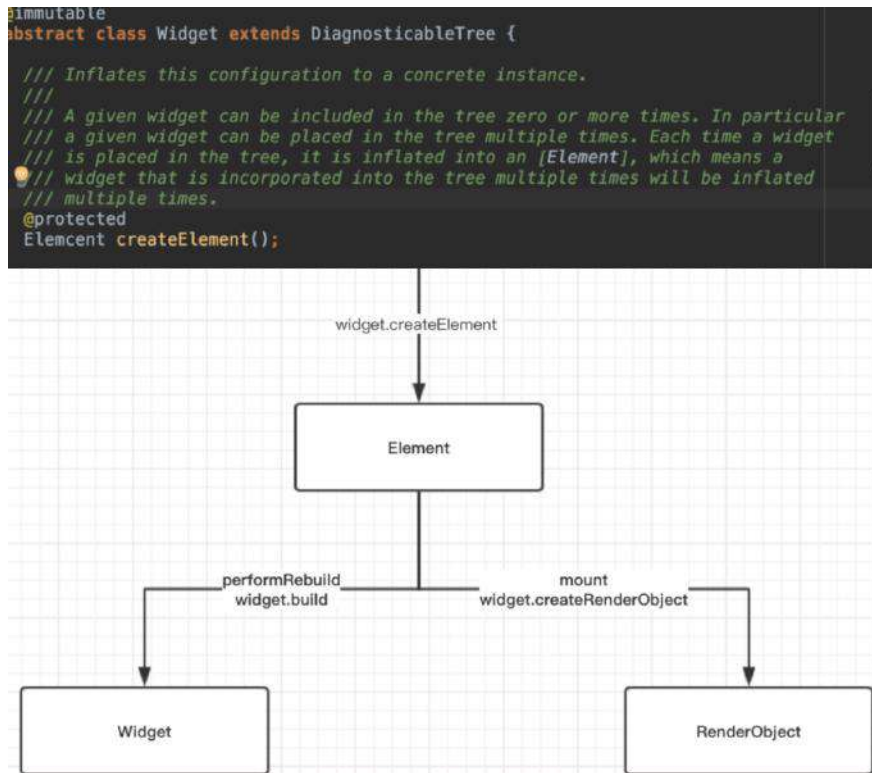 @immutable
abstract class Widget extends DiagnosticableTree {
/// Inflates this configuration to a concrete instance.
///
/// A given widget can be included in the tree zero or more times. In particular
/// a given widget can be placed in the tree multiple times. Each time a widget
/// is placed in the tree, it is inflated into an [Element], which means a
/// widget that is incorporated into the tree multiple times will be inflated
/// multiple times.
@protected
Elemcent createElement();
widget.createElement
Element
performRebuild
widget.build
mount
widget.createRenderObject
Widget
RenderObject